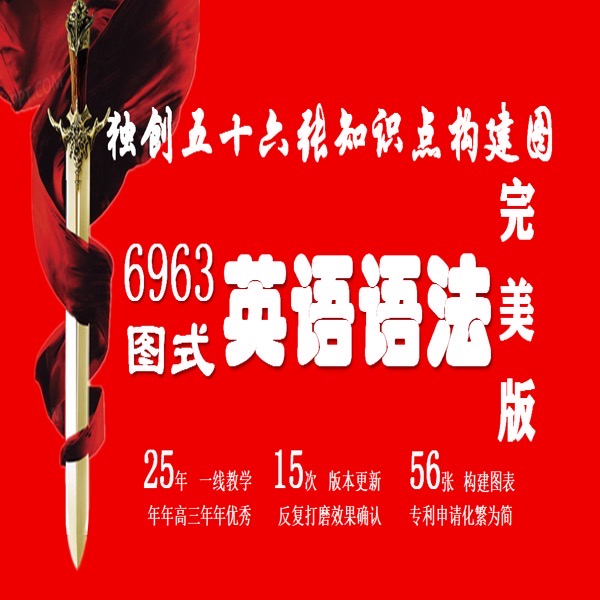 独创五十六张知识点构建图
完美版
6963
图式
英语语法
25年 一线教学
年年高三年年优秀
15次 版本更新
反复打磨效果确认
56张 构建图表
专利申请化繁为简